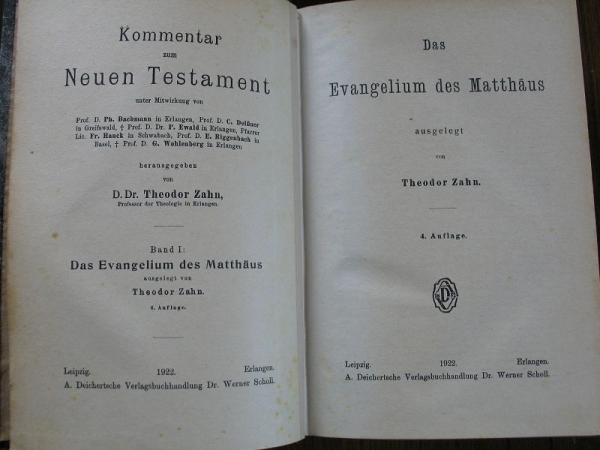 Kommentar
zum
Neuen Testament
unter Mitwirkung von
Prof. D. Ph. Bachmann in Erlangen, Prof. D. C. Deißner
in Greifswald, † Prof. D. Dr. P. Ewald in Erlangen, Pfarrer
Lic. Fr. Hauck in Schwabach, Prof. D. E. Riggenbach in
Basel, † Prof. D. G. Wohlenberg in Erlangen
herausgegeben
von
D. Dr. Theodor Zahn,
Professor der Theologie in Erlangen.
Band I:
Das Evangelium des Matthäus
ausgelegt von
Theodor Zahn.
4. Auflage.
Leipzig. 1922. Erlangen.
A. Deichertsche Verlagsbuchhandlung Dr. Werner Scholl.
Das
Evangelium des Matthäus
ausgelegt
von
Theodor Zahn.
4. Auflage.
Leipzig. 1922. Erlangen.
A. Deichertsche Verlagsbuchhandlung Dr. Werner Scholl.